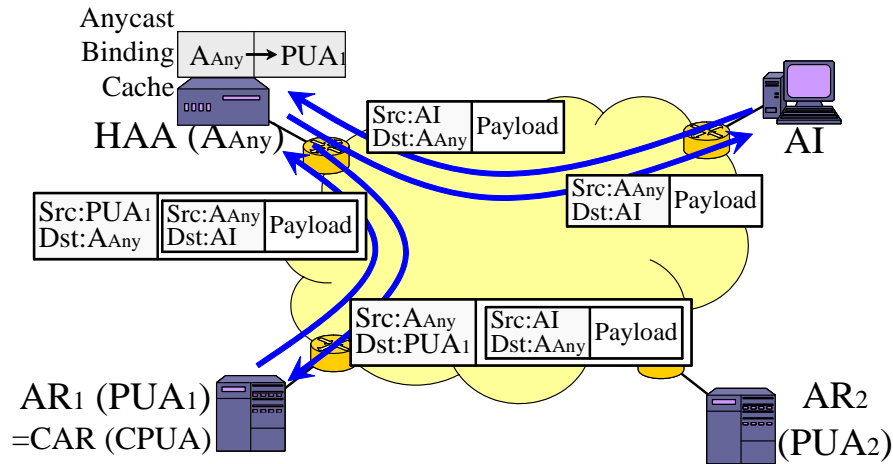 Anycast
Binding
Cache
AAny PUA1
HAA (AAny)
Src:AI
Dst:AAny
Payload
AI
Src:AAny
Dst:AI
Payload
Src:PUA1
Dst:AAny
Src:AAny
Dst:AI
Payload
Src:AAny
Dst:PUA1
Src:AI
Dst:AAny
Payload
AR1 (PUA1)
=CAR (CPUA)
AR2
(PUA2)